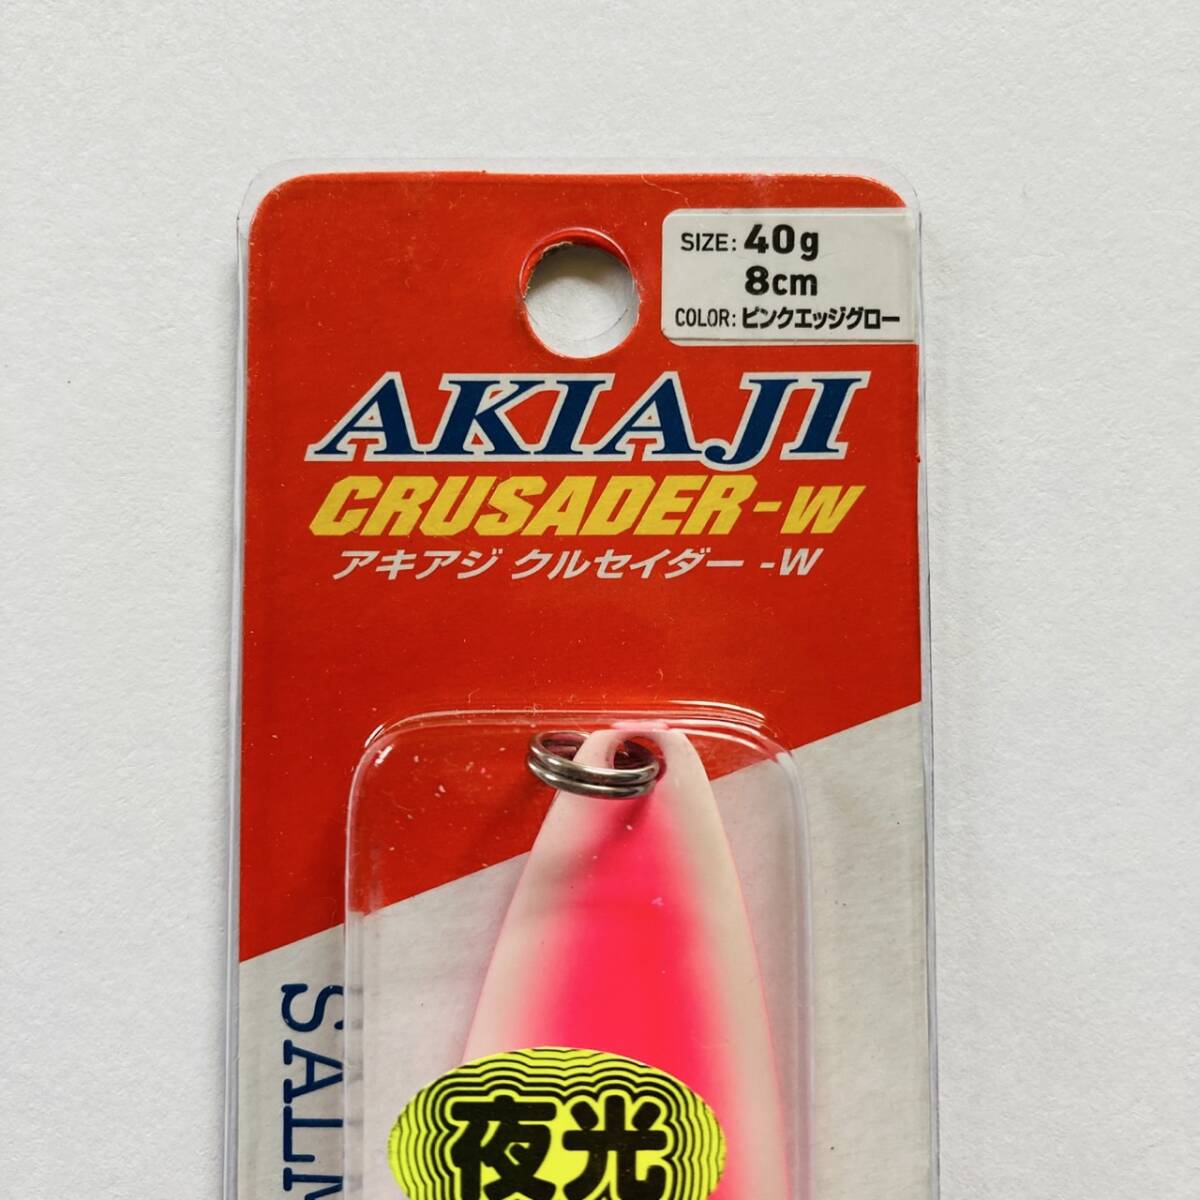 SIZE: 40g
8cm
COLOR: ピンクエッジグロー
AKIAJI
CRUSADER-W
アキアジ クルセイダー -W
夜光